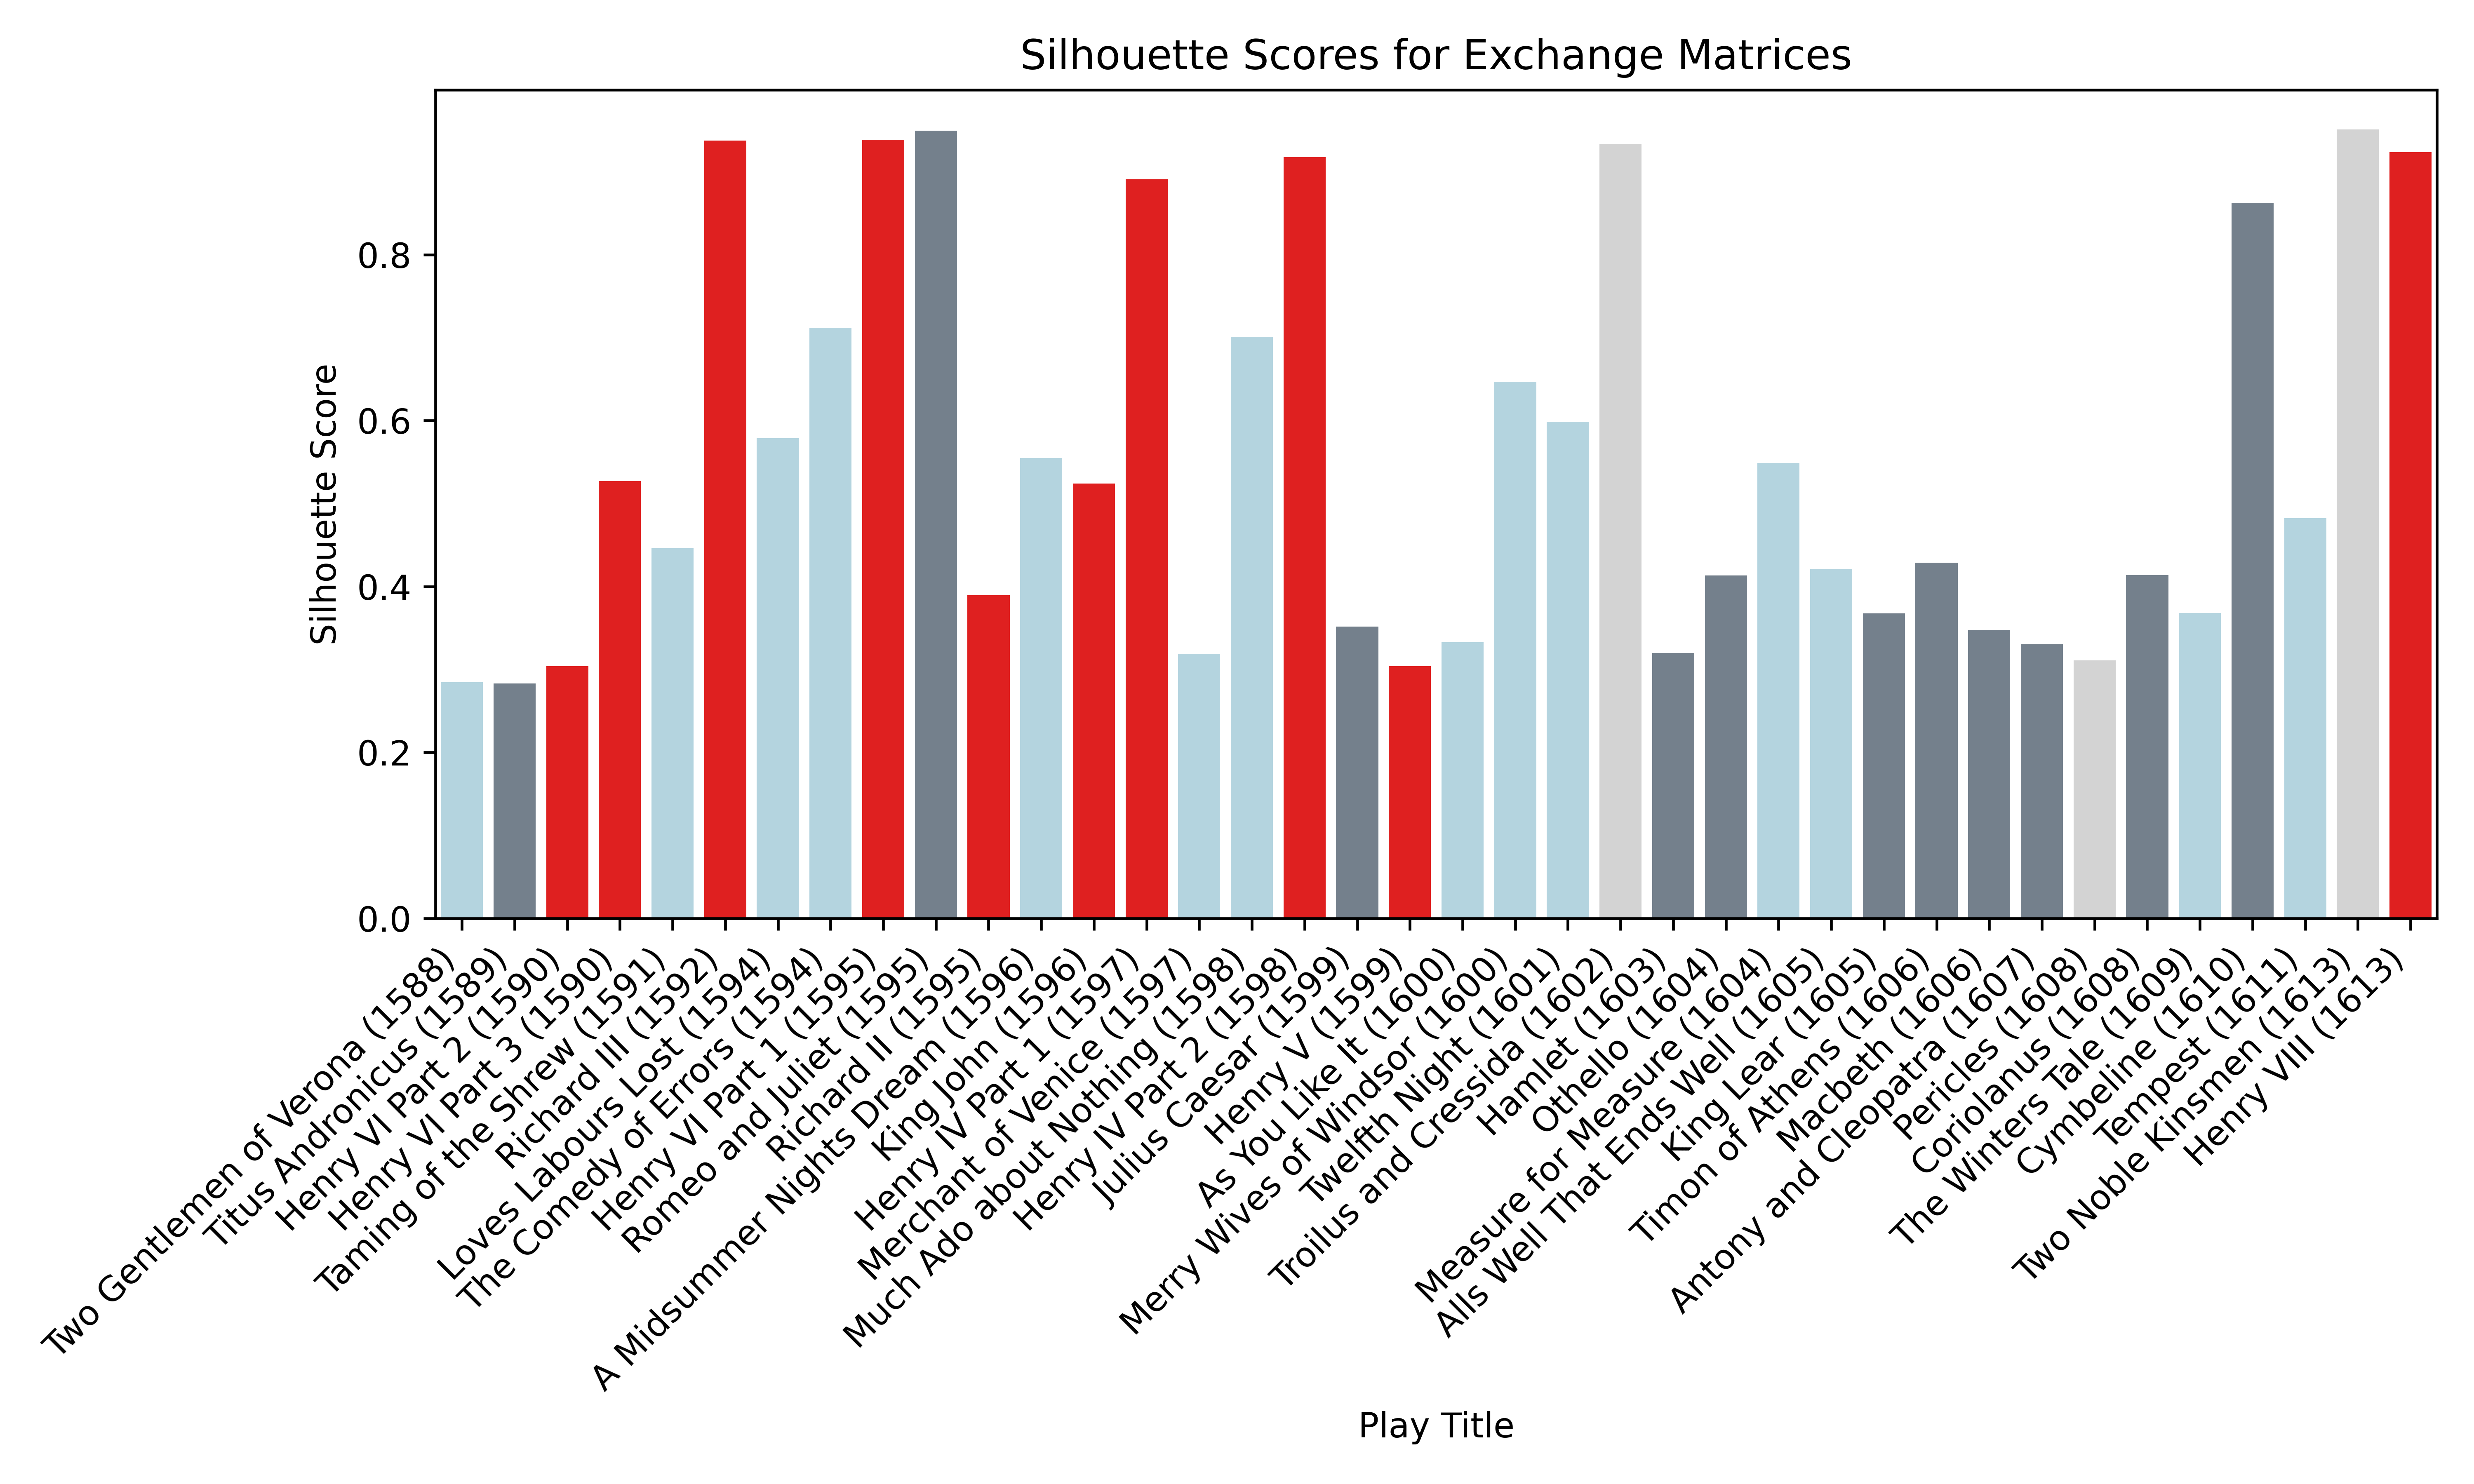 Silhouette Scores for Exchange Matrices
Silhouette Score
0.8
0.6
0.4
0.2
0.0
Two Gentlemen of Verona (1588)
Titus Andronicus (1589)
Henry VI Part 2 (1590)
Henry VI Part 3 (1590)
Taming of the Shrew (1591)
Richard III (1592)
Loves Labours Lost (1594)
The Comedy of Errors (1594)
Henry VI Part 1 (1595)
Romeo and Juliet (1595)
Richard II (1595)
A Midsummer Nights Dream (1596)
King John (1596)
Henry IV Part 1 (1597)
Merchant of Venice (1597)
Much Ado about Nothing (1598)
Henry IV Part 2 (1598)
Julius Caesar (1599)
Henry V (1599)
As You Like It (1600)
Merry Wives of Windsor (1600)
Twelfth Night (1601)
Troilus and Cressida (1602)
Hamlet (1603)
Othello (1604)
Measure for Measure (1604)
Alls Well That Ends Well (1605)
King Lear (1605)
Timon of Athens (1606)
Macbeth (1606)
Antony and Cleopatra (1607)
Pericles (1608)
Coriolanus (1608)
The Winters Tale (1609)
Cymbeline (1610)
Tempest (1611)
Two Noble Kinsmen (1613)
Henry VIII (1613)
Play Title